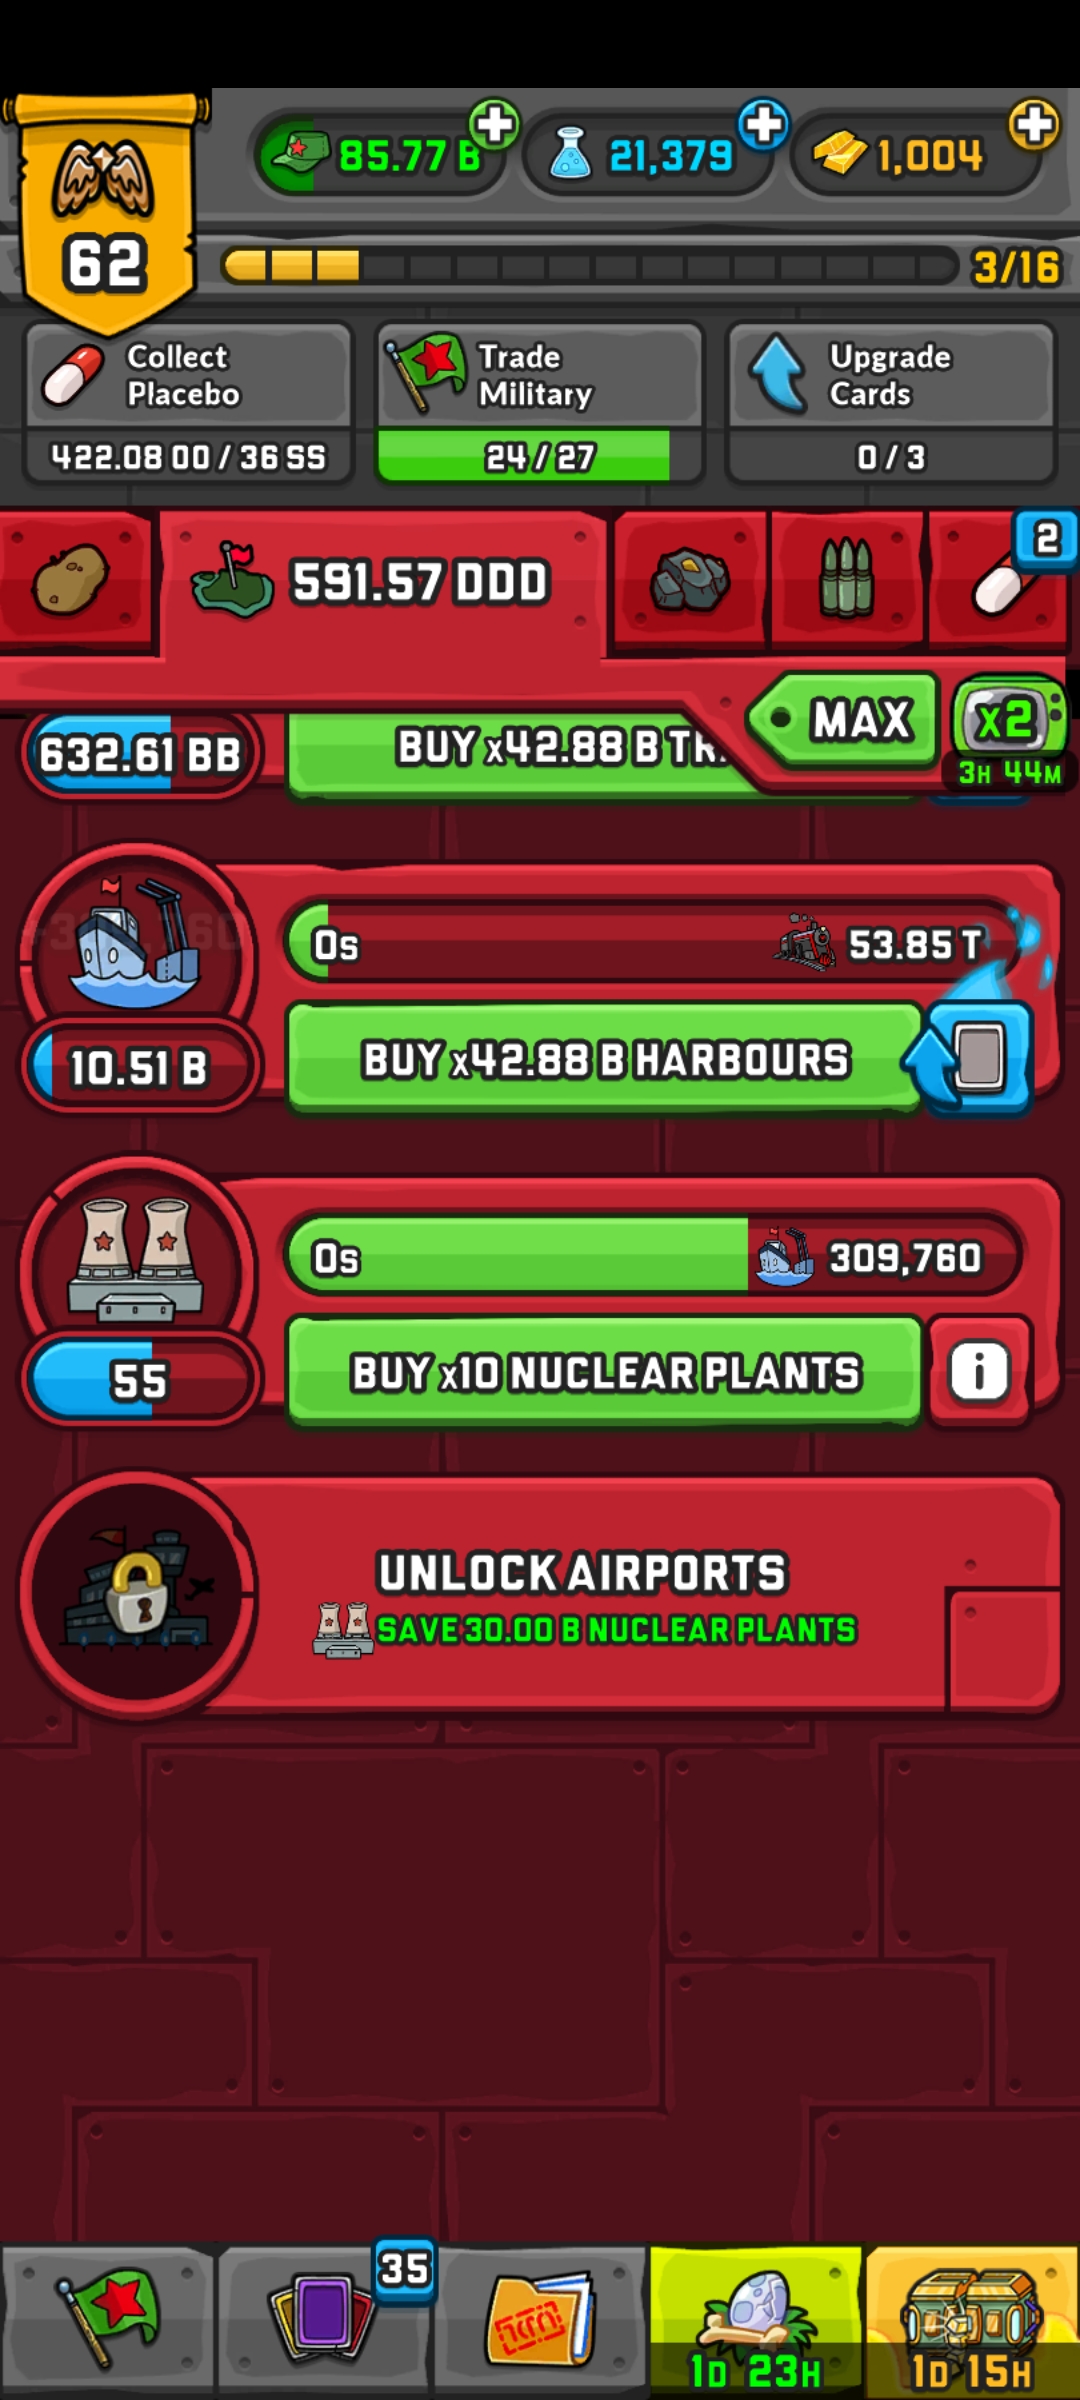 85.77 B
21,379
1,004
62
3/16
Collect
Placebo
Trade
Military
Upgrade
Cards
422.08 OO / 36 SS
24 / 27
0 / 3
591.57 DDD
2
MAX
x2
3H 44M
632.61 BB
BUY x42.88 B
0s
53.85 T
10.51 B
BUY x42.88 B HARBOURS
0s
309,760
55
BUY x10 NUCLEAR PLANTS
i
UNLOCK AIRPORTS
SAVE 30.00 B NUCLEAR PLANTS
35
1D 23H
1D 15H